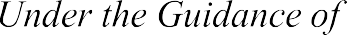 Under the Guidance of